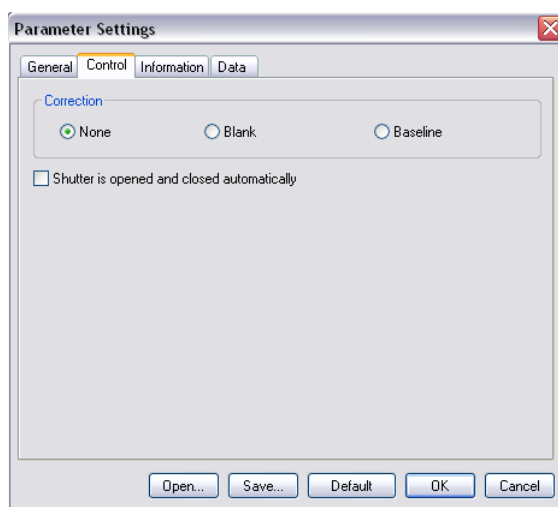 Parameter Settings
General Control Information Data
Correction
None Blank Baseline
Shutter is opened and closed automatically
Open... Save... Default OK Cancel